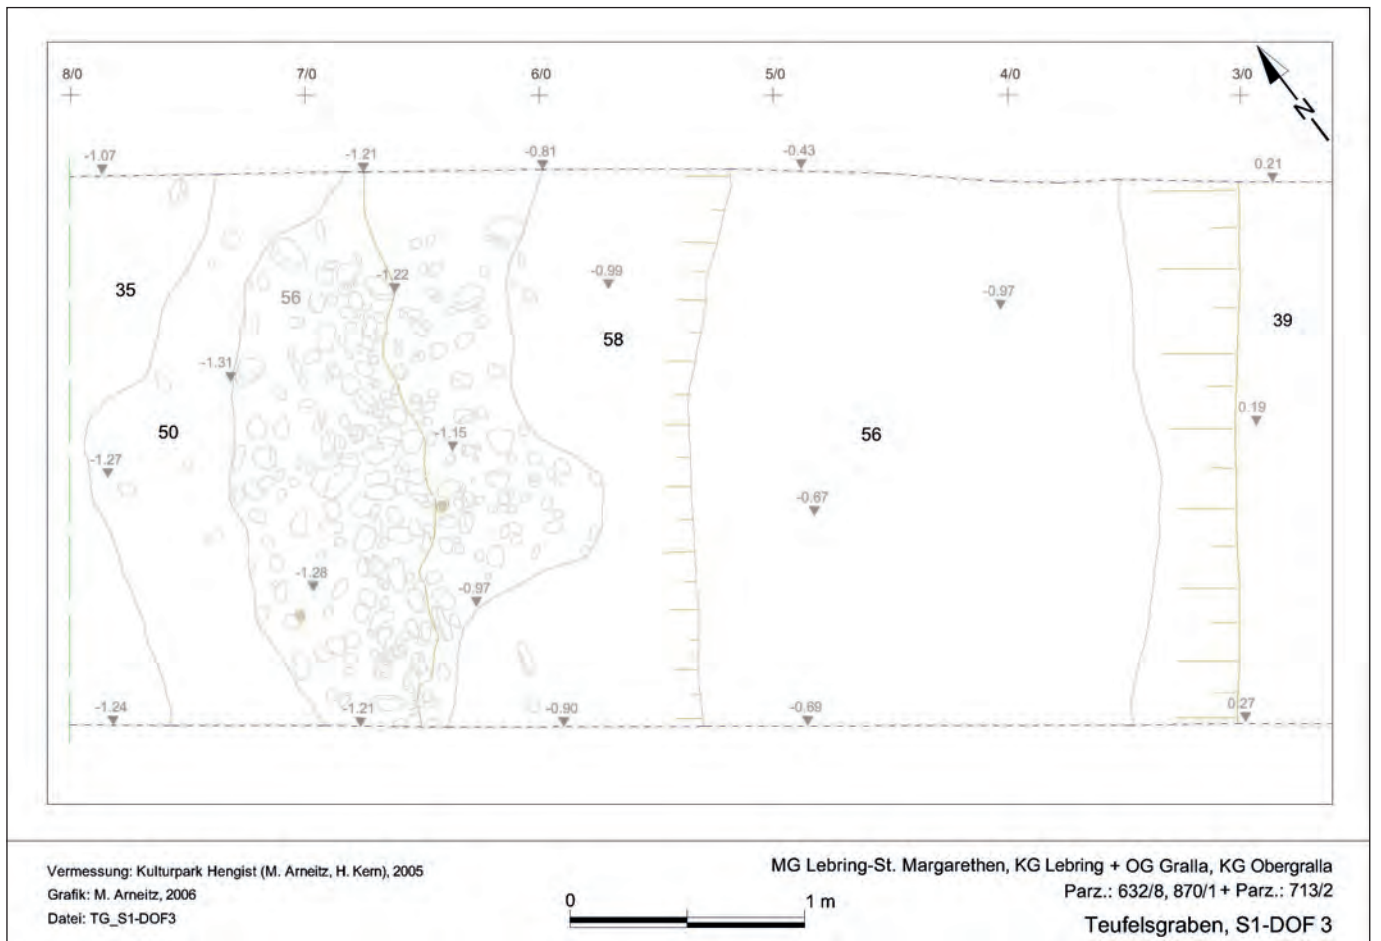 8/0 7/0 6/0 5/0 4/0 3/0
N
-1.07 -1.21 -0.81 -0.43 0.21
-1.22 -0.99 -0.97
35 56
58 39
-1.31
0.19
50 -1.15 56
-1.27
-0.67
-1.28 -0.97
-1.24 -1.21 -0.90 -0.69 0.27
Vermessung: Kulturpark Hengist (M. Arneitz, H. Kern), 2005
Grafik: M. Arneitz, 2006
Datei: TG_S1-DOF3
0 1 m
MG Lebring-St. Margarethen, KG Lebring + OG Gralla, KG Obergralla
Parz.: 632/8, 870/1 + Parz.: 713/2
Teufelsgraben, S1-DOF 3